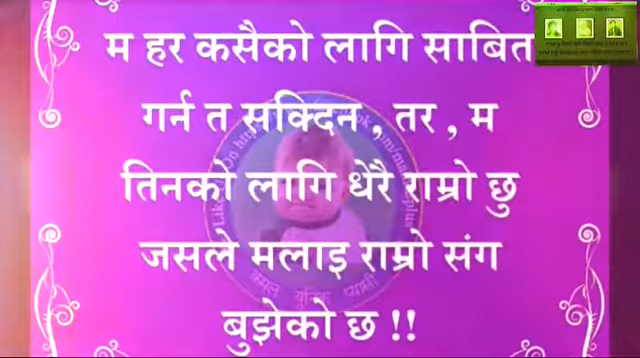 म हर कसैको लागि साबित
गर्न त सक्दिन , तर , म
तिनको लागि धेरै राम्रो छु
जसले मलाइ राम्रो संग
बुझेको छ !!